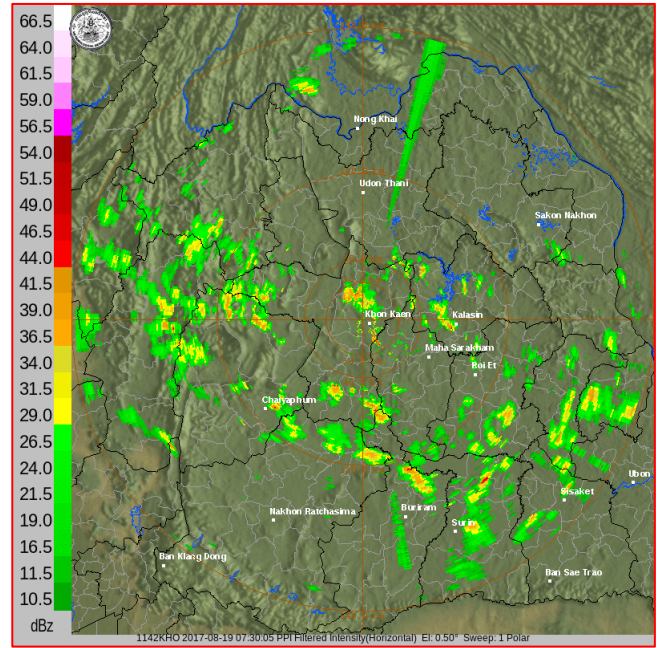 66.5
64.0
61.5
59.0
56.5
54.0
51.5
49.0
46.5
44.0
41.5
39.0
36.5
34.0
31.5
29.0
26.5
24.0
21.5
19.0
16.5
14.0
11.5
10.5
dBz
Nong Khai
Udon Thani
Sakon Nakhon
Khon Kaen
Kalasin
Maha Sarakham
Roi Et
Chaiyaphum
Ubon
Sisaket
Nakhon Ratchasima
Buriram
Surin
Ban Klang Dong
Ban Sae Trao
1142KHO 2017-08-19 07:30:05 PPI Filtered Intensity(Horizontal) El: 0.50° Sweep: 1 Polar